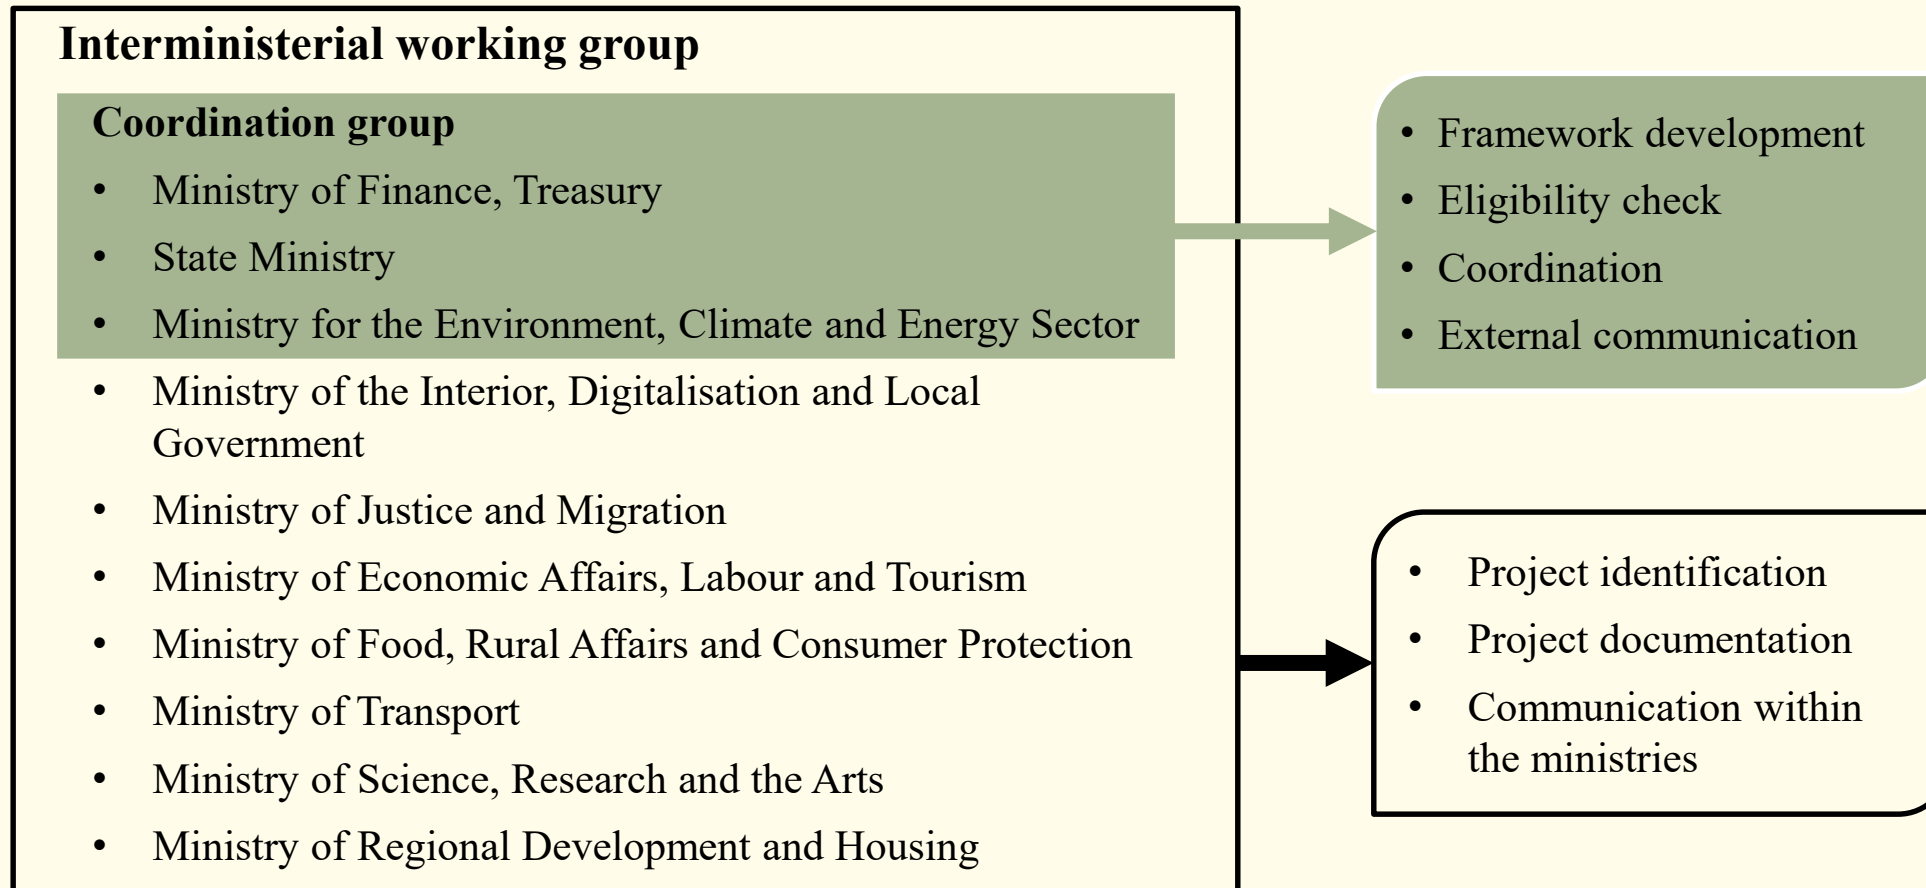 Interministerial working group
Coordination group
• Ministry of Finance, Treasury
• State Ministry
• Ministry for the Environment, Climate and Energy Sector
• Ministry of the Interior, Digitalisation and Local
Government
• Ministry of Justice and Migration
• Ministry of Economic Affairs, Labour and Tourism
• Ministry of Food, Rural Affairs and Consumer Protection
• Ministry of Transport
• Ministry of Science, Research and the Arts
• Ministry of Regional Development and Housing
• Framework development
• Eligibility check
• Coordination
• External communication
• Project identification
• Project documentation
• Communication within
the ministries